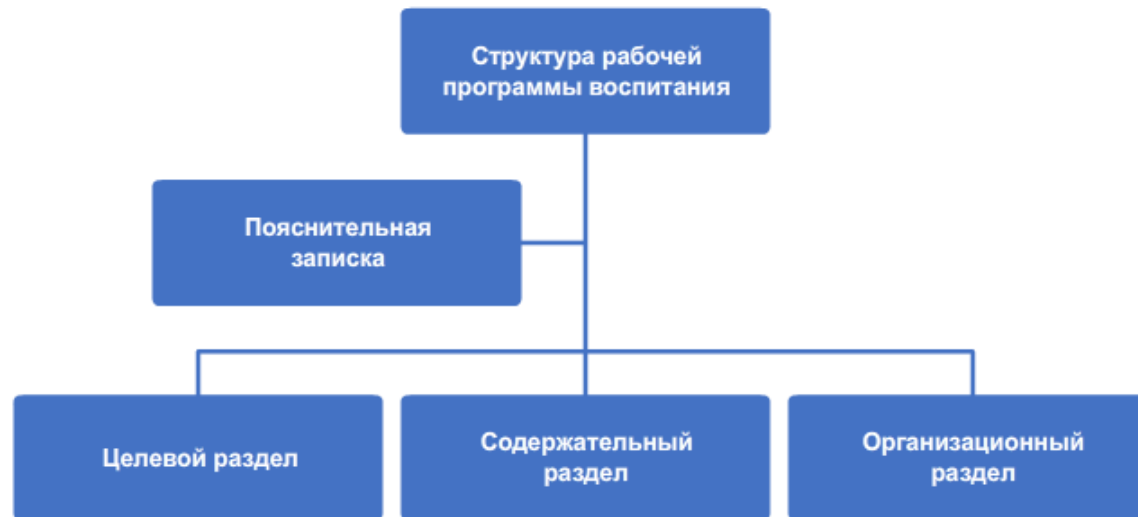 Структура рабочей
программы воспитания
Пояснительная
записка
Целевой раздел
Содержательный
раздел
Организационный
раздел